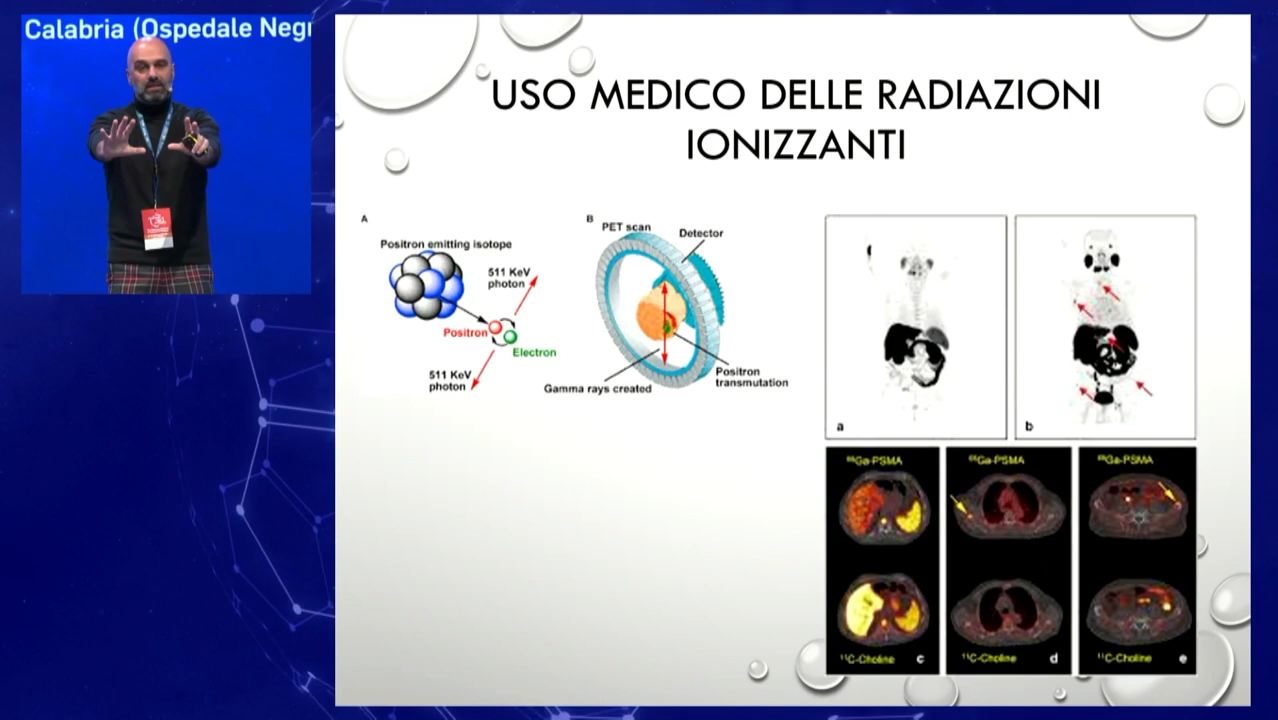 Calabria (Ospedale Negr
USO MEDICO DELLE RADIAZIONI
IONIZZANTI
A
Positron emitting isotope
511 KeV
photon
Positron
Electron
511 KeV
photon
B
PET scan
Detector
Gamma rays created
Positron
transmutation
a
b
⁶⁸Ga-PSMA
⁶⁸Ga-PSMA
⁶⁸Ga-PSMA
¹¹C-Choline
c
¹¹C-Choline
d
¹¹C-Choline
e